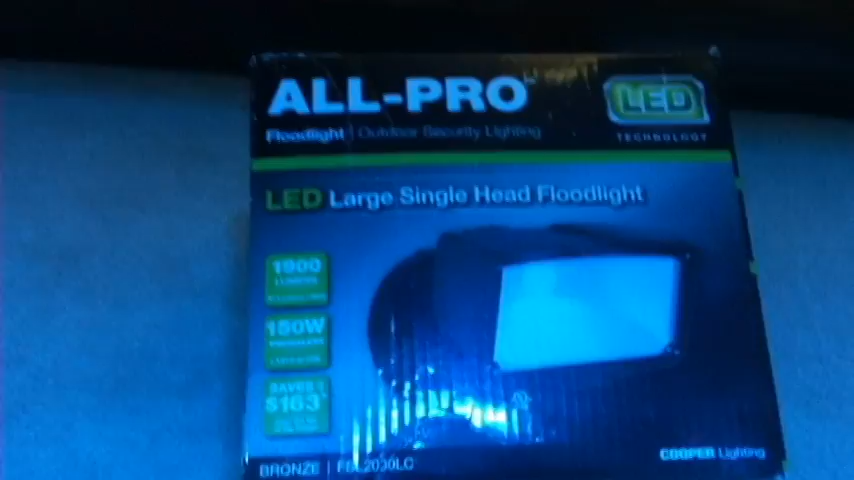 ALL-PRO
LED
TECHNOLOGY
Floodlight | Outdoor Security Lighting
LED Large Single Head Floodlight
1900
LUMENS
150W
SAVES
$163
BRONZE |
COOPER Lighting